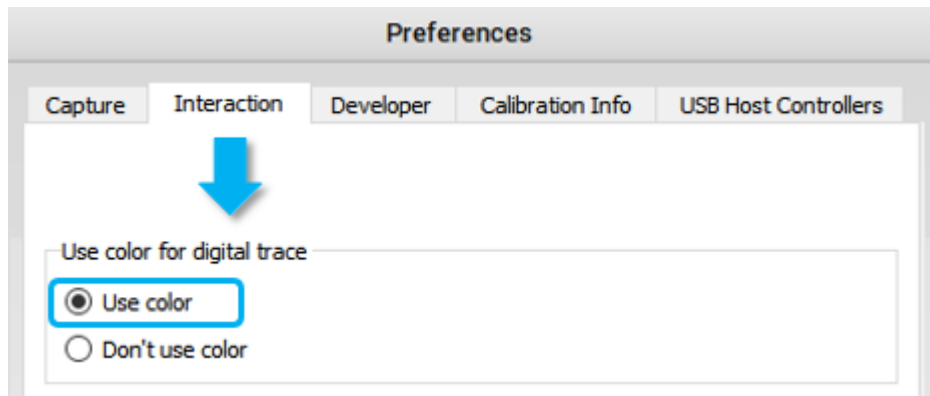 Preferences
Capture Interaction Developer Calibration Info USB Host Controllers
Use color for digital trace
Use color
Don't use color